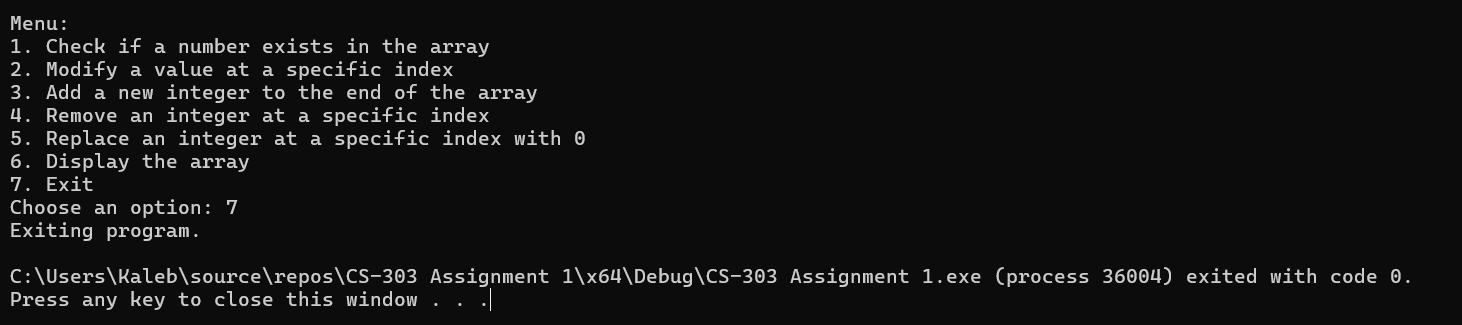 Menu:
1. Check if a number exists in the array
2. Modify a value at a specific index
3. Add a new integer to the end of the array
4. Remove an integer at a specific index
5. Replace an integer at a specific index with 0
6. Display the array
7. Exit
Choose an option: 7
Exiting program.
C:\Users\Kaleb\source\repos\CS-303 Assignment 1\x64\Debug\CS-303 Assignment 1.exe (process 36004) exited with code 0.
Press any key to close this window . . .